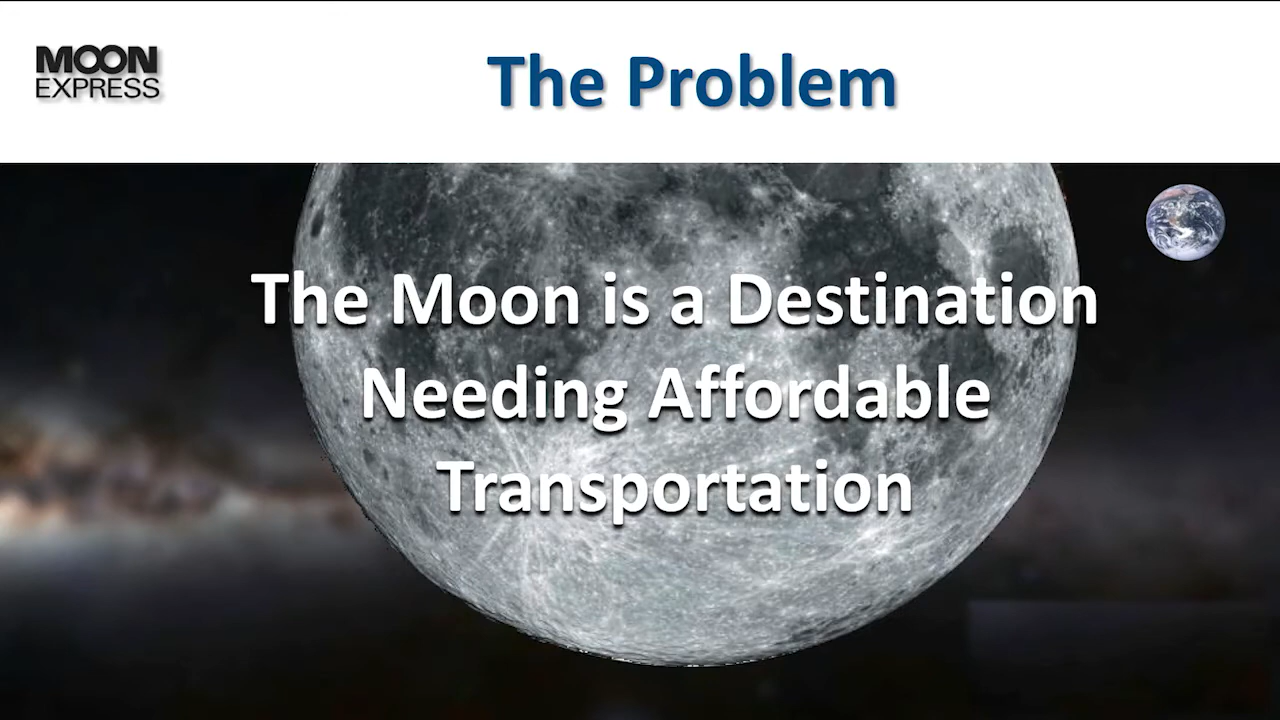 MOON
EXPRESS
The Problem
The Moon is a Destination
Needing Affordable
Transportation